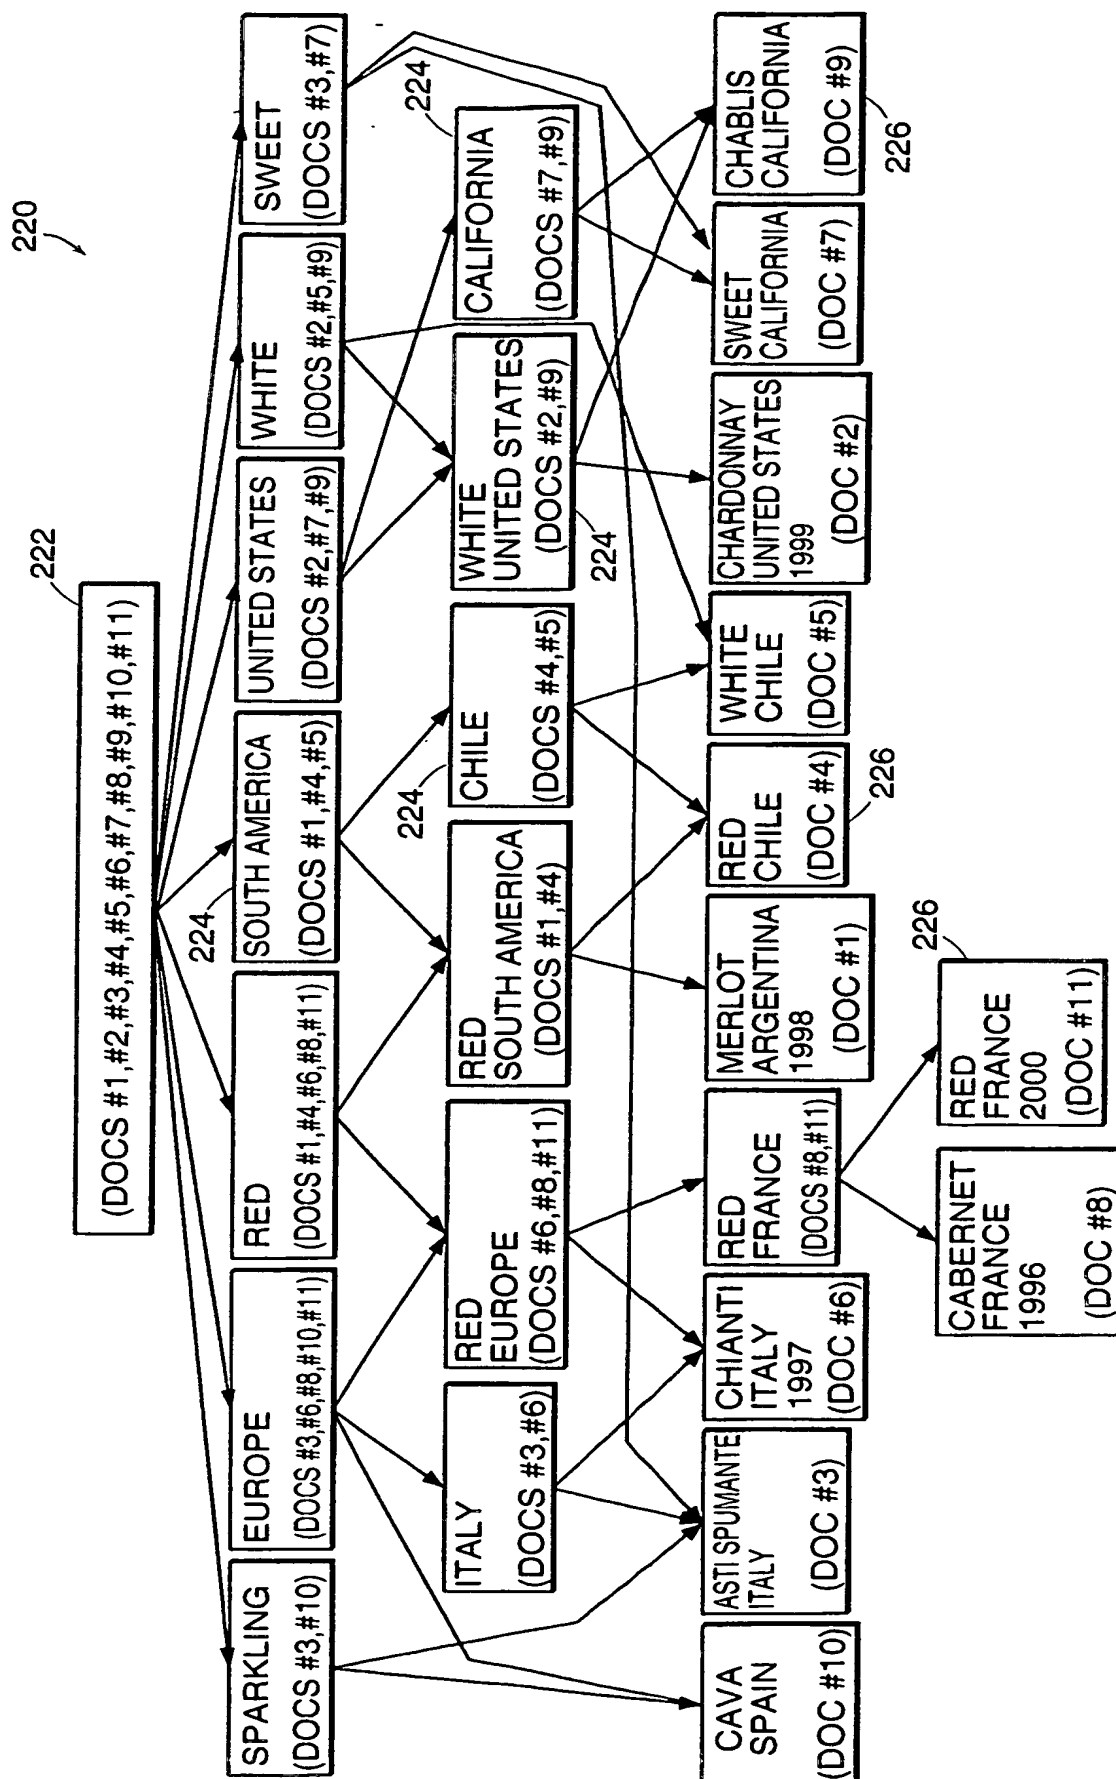 220
222
(DOCS #1,#2,#3,#4,#5,#6,#7,#8,#9,#10,#11)
SPARKLING
(DOCS #3,#10)
EUROPE
(DOCS #3,#6,#8,#10,#11)
RED
(DOCS #1,#4,#6,#8,#11)
224
SOUTH AMERICA
(DOCS #1,#4,#5)
UNITED STATES
(DOCS #2,#7,#9)
WHITE
(DOCS #2,#5,#9)
SWEET
(DOCS #3,#7)
ITALY
(DOCS #3,#6)
RED
EUROPE
(DOCS #6,#8,#11)
RED
SOUTH AMERICA
(DOCS #1,#4)
224
CHILE
(DOCS #4,#5)
WHITE
UNITED STATES
(DOCS #2,#9)
224
224
CALIFORNIA
(DOCS #7,#9)
CAVA
SPAIN
(DOC #10)
ASTI SPUMANTE
ITALY
(DOC #3)
CHIANTI
ITALY
1997
(DOC #6)
RED
FRANCE
(DOCS #8,#11)
MERLOT
ARGENTINA
1998
(DOC #1)
RED
CHILE
(DOC #4)
226
WHITE
CHILE
(DOC #5)
CHARDONNAY
UNITED STATES
1999
(DOC #2)
SWEET
CALIFORNIA
(DOC #7)
CHABLIS
CALIFORNIA
(DOC #9)
226
CABERNET
FRANCE
1996
(DOC #8)
226
RED
FRANCE
2000
(DOC #11)